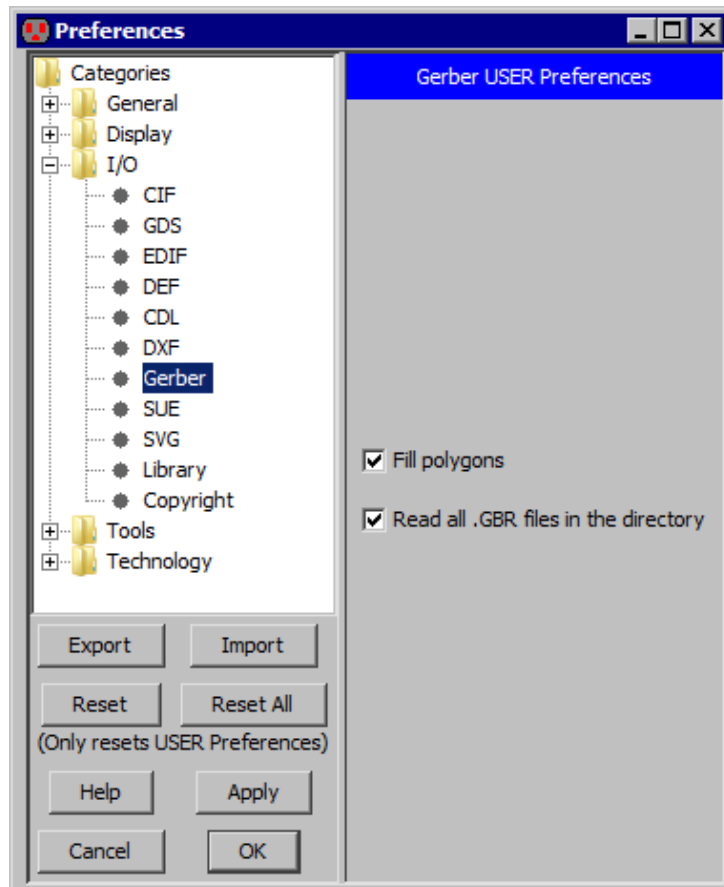 Preferences
Categories
General
Display
I/O
CIF
GDS
EDIF
DEF
CDL
DXF
Gerber
SUE
SVG
Library
Copyright
Tools
Technology
Export Import
Reset Reset All
(Only resets USER Preferences)
Help Apply
Cancel OK
Gerber USER Preferences
Fill polygons
Read all .GBR files in the directory